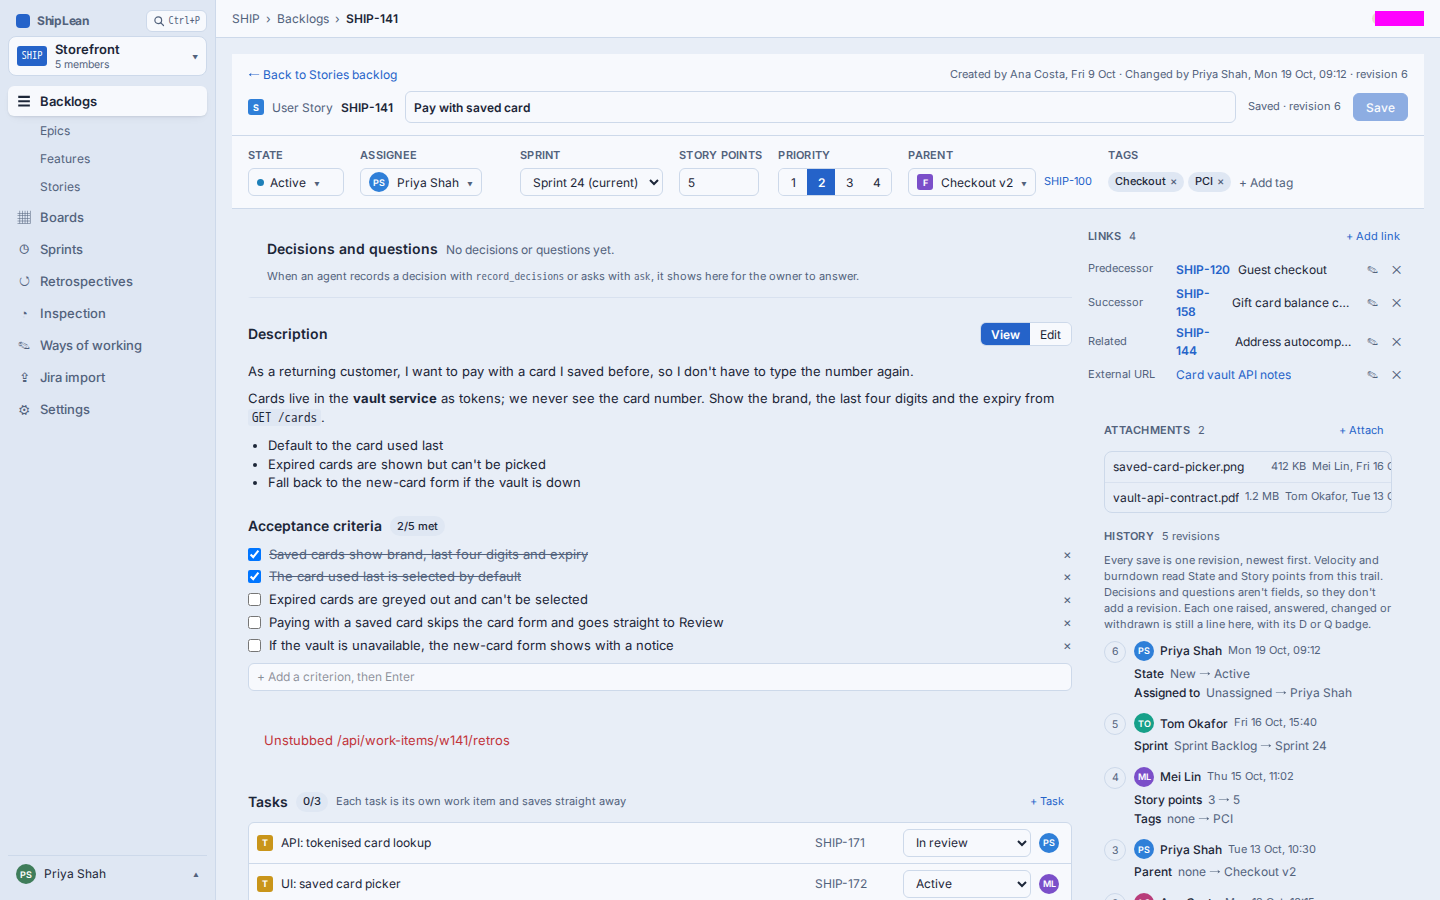 ShipLean
Ctrl+P
SHIP
Storefront
5 members
Backlogs
Epics
Features
Stories
Boards
Sprints
Retrospectives
Inspection
Ways of working
Jira import
Settings
PS Priya Shah
SHIP › Backlogs › SHIP-141
← Back to Stories backlog
Created by Ana Costa, Fri 9 Oct · Changed by Priya Shah, Mon 19 Oct, 09:12 · revision 6
S User Story SHIP-141 Pay with saved card Saved · revision 6 Save
STATE ASSIGNEE SPRINT STORY POINTS PRIORITY PARENT TAGS
Active PS Priya Shah Sprint 24 (current) 5 1 2 3 4 F Checkout v2 SHIP-100 Checkout × PCI × + Add tag
Decisions and questions No decisions or questions yet.
When an agent records a decision with record_decisions or asks with ask, it shows here for the owner to answer.
Description View Edit
As a returning customer, I want to pay with a card I saved before, so I don't have to type the number again.
Cards live in the vault service as tokens; we never see the card number. Show the brand, the last four digits and the expiry from
GET /cards .
• Default to the card used last
• Expired cards are shown but can't be picked
• Fall back to the new-card form if the vault is down
Acceptance criteria 2/5 met
Saved cards show brand, last four digits and expiry ×
The card used last is selected by default ×
Expired cards are greyed out and can't be selected ×
Paying with a saved card skips the card form and goes straight to Review ×
If the vault is unavailable, the new-card form shows with a notice ×
+ Add a criterion, then Enter
Unstubbed /api/work-items/w141/retros
Tasks 0/3 Each task is its own work item and saves straight away + Task
T API: tokenised card lookup SHIP-171 In review PS
T UI: saved card picker SHIP-172 Active ML
LINKS 4 + Add link
Predecessor SHIP-120 Guest checkout
Successor SHIP-
158 Gift card balance c...
Related SHIP-
144 Address autocomp...
External URL Card vault API notes
ATTACHMENTS 2 + Attach
saved-card-picker.png 412 KB Mei Lin, Fri 16
vault-api-contract.pdf 1.2 MB Tom Okafor, Tue 13
HISTORY 5 revisions
Every save is one revision, newest first. Velocity and
burndown read State and Story points from this trail.
Decisions and questions aren't fields, so they don't
add a revision. Each one raised, answered, changed or
withdrawn is still a line here, with its D or Q badge.
6 PS Priya Shah Mon 19 Oct, 09:12
State New → Active
Assigned to Unassigned → Priya Shah
5 TO Tom Okafor Fri 16 Oct, 15:40
Sprint Sprint Backlog → Sprint 24
4 ML Mei Lin Thu 15 Oct, 11:02
Story points 3 → 5
Tags none → PCI
3 PS Priya Shah Tue 13 Oct, 10:30
Parent none → Checkout v2